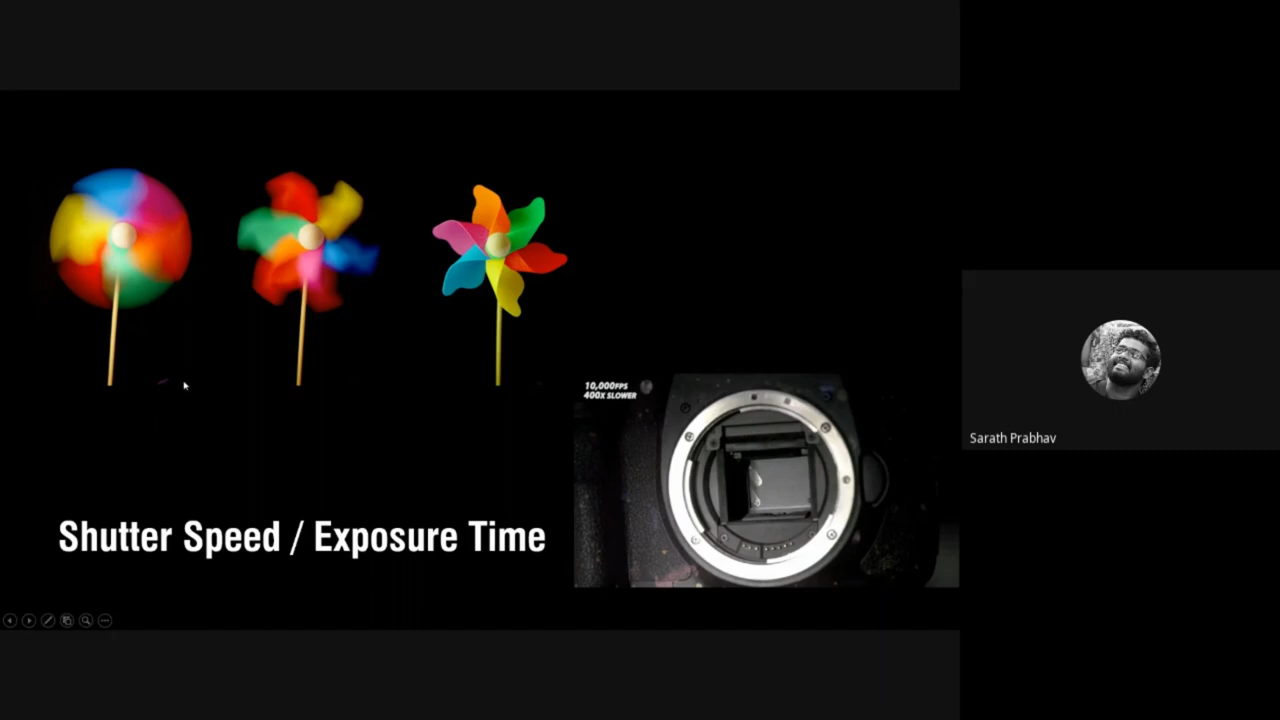 10,000FPS
400X SLOWER
Sarath Prabhav
Shutter Speed / Exposure Time